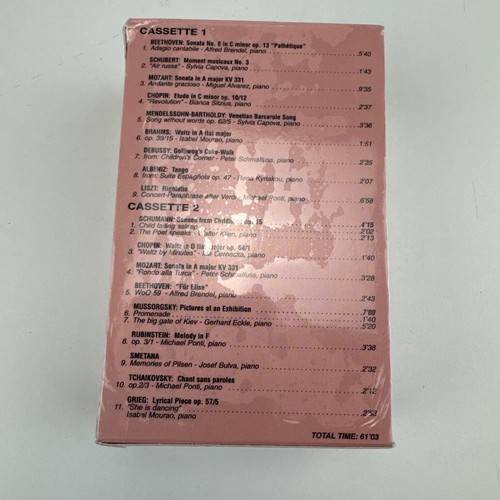 CASSETTE 1
BEETHOVEN: Sonata No. 8 in C minor op. 13 "Pathétique"
1. Adagio cantabile - Alfred Brendel, piano 5'40
SCHUBERT: Moment musicaux No. 3
2. "Air russe" - Sylvia Capova, piano 1'43
MOZART: Sonata in A major KV 331
3. Andante grazioso - Miguel Alvarez, piano 9'35
CHOPIN: Etude in C minor op. 10/12
4. "Revolution" - Bianca Sitzius, piano 2'37
MENDELSSOHN-BARTHOLDY: Venetian Barcarole Song
5. Song without words op. 62/5 - Sylvia Capova, piano 3'36
BRAHMS: Waltz in A flat major
6. op. 39/15 - Isabel Mourao, piano 1:51
DEBUSSY: Golliwog's Cake-Walk
7. from: Children's Corner - Peter Schmalfuss, piano 2'35
ALBENIZ: Tango
8. from: Suite Española op. 47 - Rena Kyriakou, piano 2'07
LISZT: Rigoletto
9. Concert-Paraphrase after Verdi - Michael Ponti, piano 6'58
CASSETTE 2
SCHUMANN: Scenes from Childhood op. 15 4'15
1. Child falling asleep 2'02
2. The Poet speaks - Walter Klien, piano 2'13
CHOPIN: Waltz in D flat major op. 64/1
3. "Waltz by Minutes" - piano 1'40
MOZART: Sonata in A major KV 331
4. "Rondo alla Turca" - Peter Schmalfuss, piano 3'28
BEETHOVEN: "Für Elise"
5. WoO 59 - Alfred Brendel, piano 2'43
MUSSORGSKY: Pictures at an Exhibition 7'00
6. Promenade 1'40
7. The big gate of Kiev - Gerhard Eckle, piano 5'20
RUBINSTEIN: Melody in F
8. op. 3/1 - Michael Ponti, piano 3'38
SMETANA
9. Memories of Pilsen - Josef Bulva, piano 2'32
TCHAIKOVSKY: Chant sans paroles
10. op.2/3 - Michael Ponti, piano 2'12
GRIEG: Lyrical Piece op. 57/5
11. "She is dancing" 2'53
Isabel Mourao, piano
TOTAL TIME: 61'03